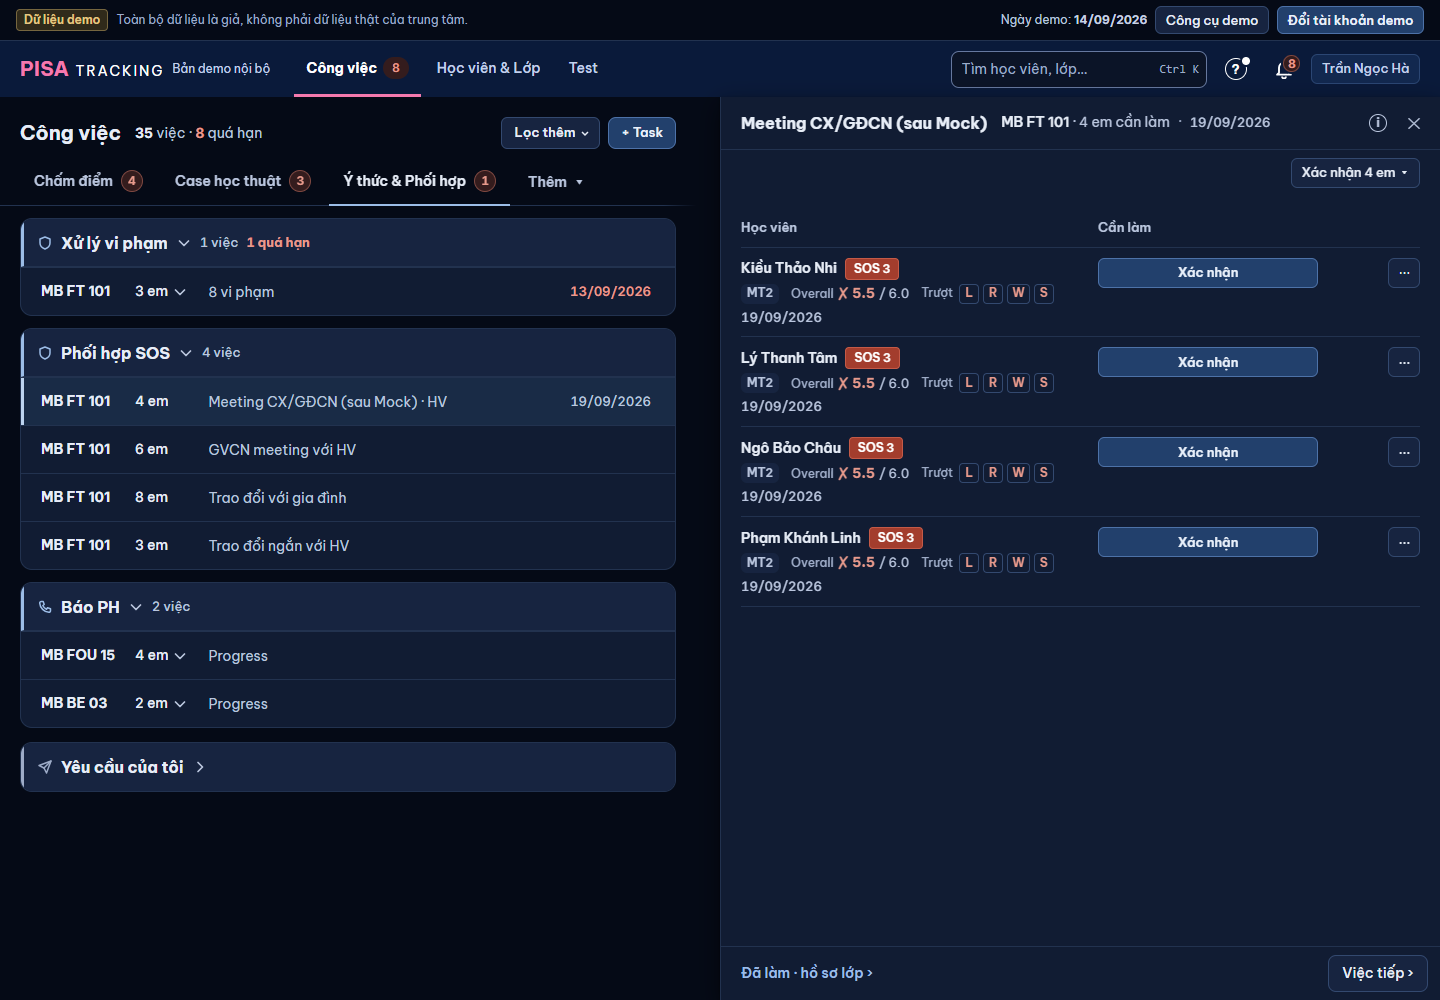 Dữ liệu demo Toàn bộ dữ liệu là giả, không phải dữ liệu thật của trung tâm. Ngày demo: 14/09/2026 Công cụ demo Đổi tài khoản demo
PISA TRACKING Bản demo nội bộ Công việc 8 Học viên & Lớp Test Tìm học viên, lớp... Ctrl K ? 8 Trần Ngọc Hà
Công việc 35 việc · 8 quá hạn Lọc thêm + Task
Chấm điểm 4 Case học thuật 3 Ý thức & Phối hợp 1 Thêm
Xử lý vi phạm 1 việc 1 quá hạn
MB FT 101 3 em 8 vi phạm 13/09/2026
Phối hợp SOS 4 việc
MB FT 101 4 em Meeting CX/GĐCN (sau Mock) · HV 19/09/2026
MB FT 101 6 em GVCN meeting với HV
MB FT 101 8 em Trao đổi với gia đình
MB FT 101 3 em Trao đổi ngắn với HV
Báo PH 2 việc
MB FOU 15 4 em Progress
MB BE 03 2 em Progress
Yêu cầu của tôi
Meeting CX/GĐCN (sau Mock) MB FT 101 · 4 em cần làm · 19/09/2026
Xác nhận 4 em
Học viên Cần làm
Kiều Thảo Nhi SOS 3 Xác nhận ...
MT2 Overall ✗ 5.5 / 6.0 Trượt L R W S
19/09/2026
Lý Thanh Tâm SOS 3 Xác nhận ...
MT2 Overall ✗ 5.5 / 6.0 Trượt L R W S
19/09/2026
Ngô Bảo Châu SOS 3 Xác nhận ...
MT2 Overall ✗ 5.5 / 6.0 Trượt L R W S
19/09/2026
Phạm Khánh Linh SOS 3 Xác nhận ...
MT2 Overall ✗ 5.5 / 6.0 Trượt L R W S
19/09/2026
Đã làm · hồ sơ lớp › Việc tiếp ›